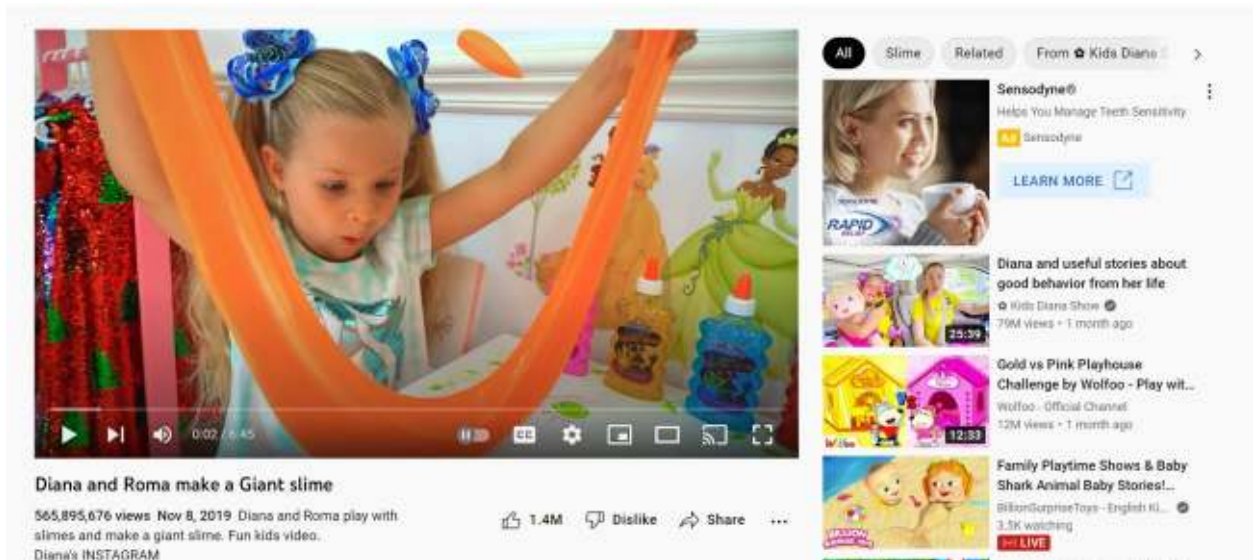 0:02 / 6:45
CC
Diana and Roma make a Giant slime
565,895,676 views Nov 8, 2019 Diana and Roma play with
slimes and make a giant slime. Fun kids video.
Diana's INSTAGRAM
1.4M Dislike Share ...
All Slime Related From ✿ Kids Diana
Sensodyne®
Helps You Manage Teeth Sensitivity
Ad Sensodyne
LEARN MORE
RAPID
RELIEF
Diana and useful stories about
good behavior from her life
✿ Kids Diana Show
79M views • 1 month ago
25:39
Gold vs Pink Playhouse
Challenge by Wolfoo - Play wit...
Wolfoo - Official Channel
12M views • 1 month ago
12:33
Family Playtime Shows & Baby
Shark Animal Baby Stories!...
BillionSurpriseToys - English Ki...
3.5K watching
LIVE